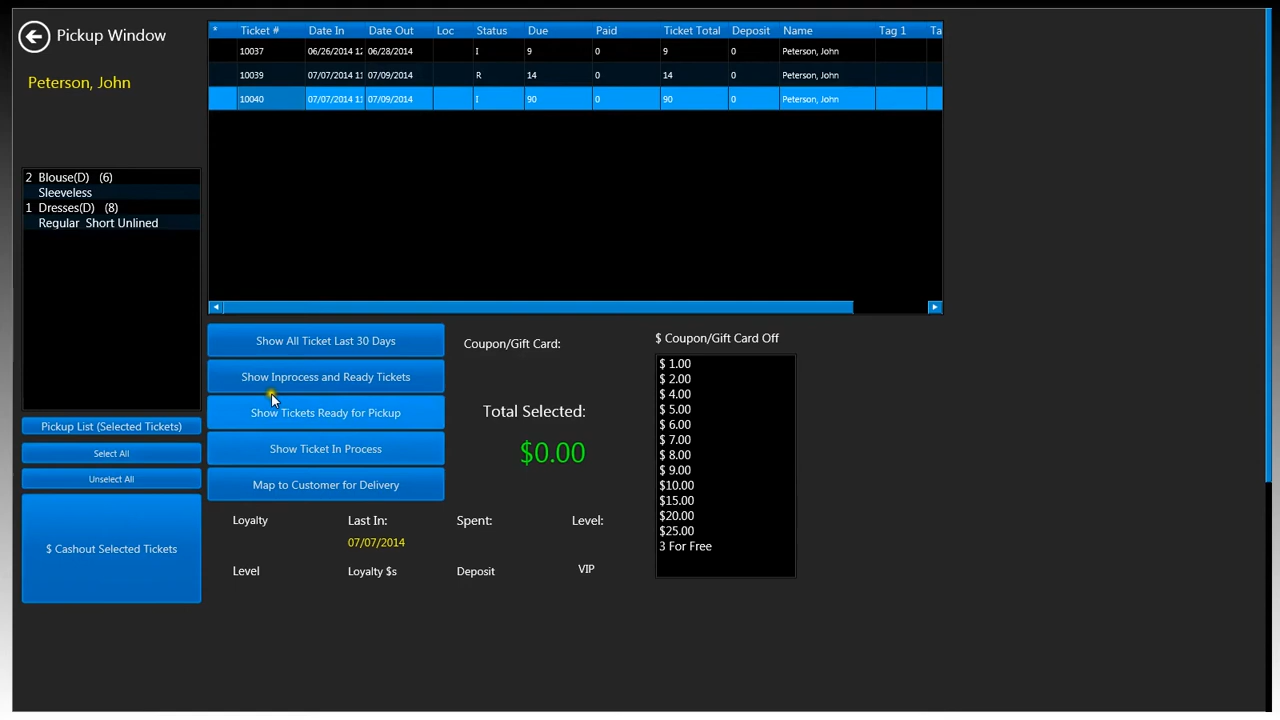 Pickup Window
Peterson, John
* Ticket # Date In Date Out Loc Status Due Paid Ticket Total Deposit Name Tag 1 Ta
10037 06/26/2014 12 06/28/2014 I 9 0 9 0 Peterson, John
10039 07/07/2014 11 07/09/2014 R 14 0 14 0 Peterson, John
10040 07/07/2014 11 07/09/2014 I 90 0 90 0 Peterson, John
2 Blouse(D) (6)
Sleeveless
1 Dresses(D) (8)
Regular Short Unlined
Pickup List (Selected Tickets)
Select All
Unselect All
$ Cashout Selected Tickets
Show All Ticket Last 30 Days
Show Inprocess and Ready Tickets
Show Tickets Ready for Pickup
Show Ticket In Process
Map to Customer for Delivery
Coupon/Gift Card:
Total Selected:
$0.00
$ Coupon/Gift Card Off
$ 1.00
$ 2.00
$ 4.00
$ 5.00
$ 6.00
$ 7.00
$ 8.00
$ 9.00
$10.00
$15.00
$20.00
$25.00
3 For Free
Loyalty Last In: Spent: Level:
07/07/2014
Level Loyalty $s Deposit VIP